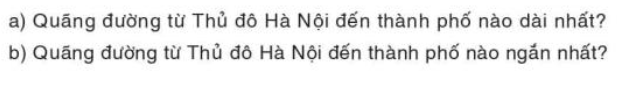 a) Quãng đường từ Thủ đô Hà Nội đến thành phố nào dài nhất?
b) Quãng đường từ Thủ đô Hà Nội đến thành phố nào ngắn nhất?